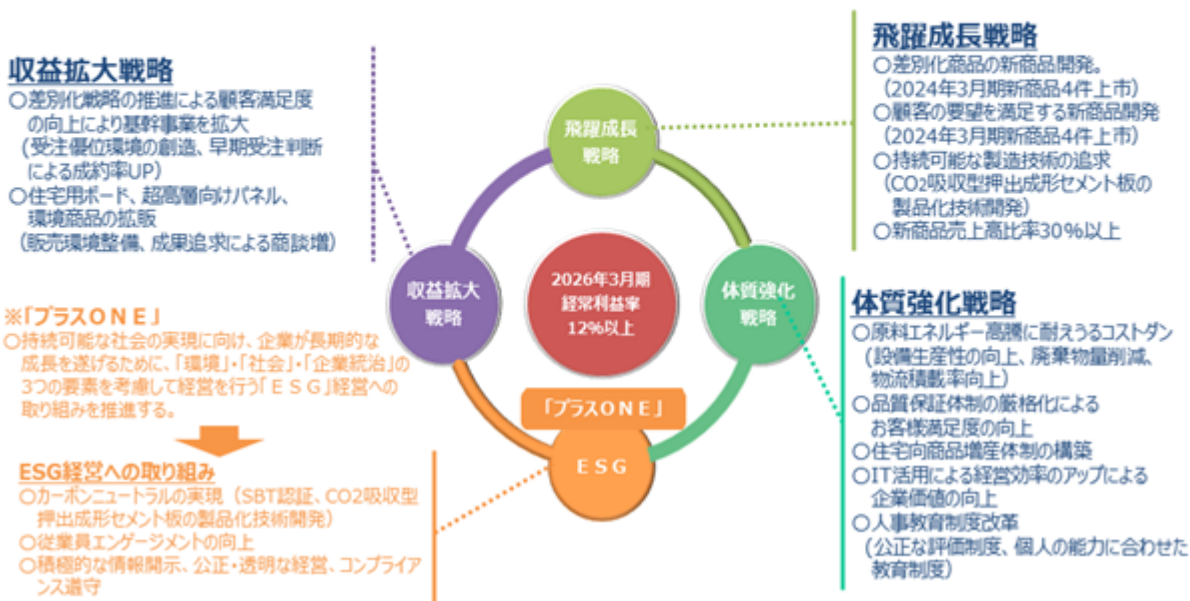 収益拡大戦略
○差別化戦略の推進による顧客満足度
の向上により基幹事業を拡大
(受注優位環境の創造、早期受注判断
による成約率UP)
○住宅用ボード、超高層向けパネル、
環境商品の拡販
(販売環境整備、成果追求による商談増)
※「プラスONE」
○持続可能な社会の実現に向け、企業が長期的な
成長を遂げるために、「環境」・「社会」・「企業統治」の
3つの要素を考慮して経営を行う「ESG」経営への
取り組みを推進する。
ESG経営への取り組み
○カーボンニュートラルの実現（SBT認証、CO2吸収型
押出成形セメント板の製品化技術開発）
○従業員エンゲージメントの向上
○積極的な情報開示、公正・透明な経営、コンプライア
ンス遵守
飛躍成長
戦略
収益拡大
戦略
2026年3月期
経常利益率
12%以上
体質強化
戦略
「プラスONE」
ESG
飛躍成長戦略
○差別化商品の新商品開発。
(2024年3月期新商品4件上市)
○顧客の要望を満足する新商品開発
(2024年3月期新商品4件上市)
○持続可能な製造技術の追求
(CO2吸収型押出成形セメント板の
製品化技術開発)
○新商品売上高比率30%以上
体質強化戦略
○原料エネルギー高騰に耐えうるコストダン
(設備生産性の向上、廃棄物量削減、
物流積載率向上)
○品質保証体制の厳格化による
お客様満足度の向上
○住宅向商品増産体制の構築
○IT活用による経営効率のアップによる
企業価値の向上
○人事教育制度改革
(公正な評価制度、個人の能力に合わせた
教育制度)